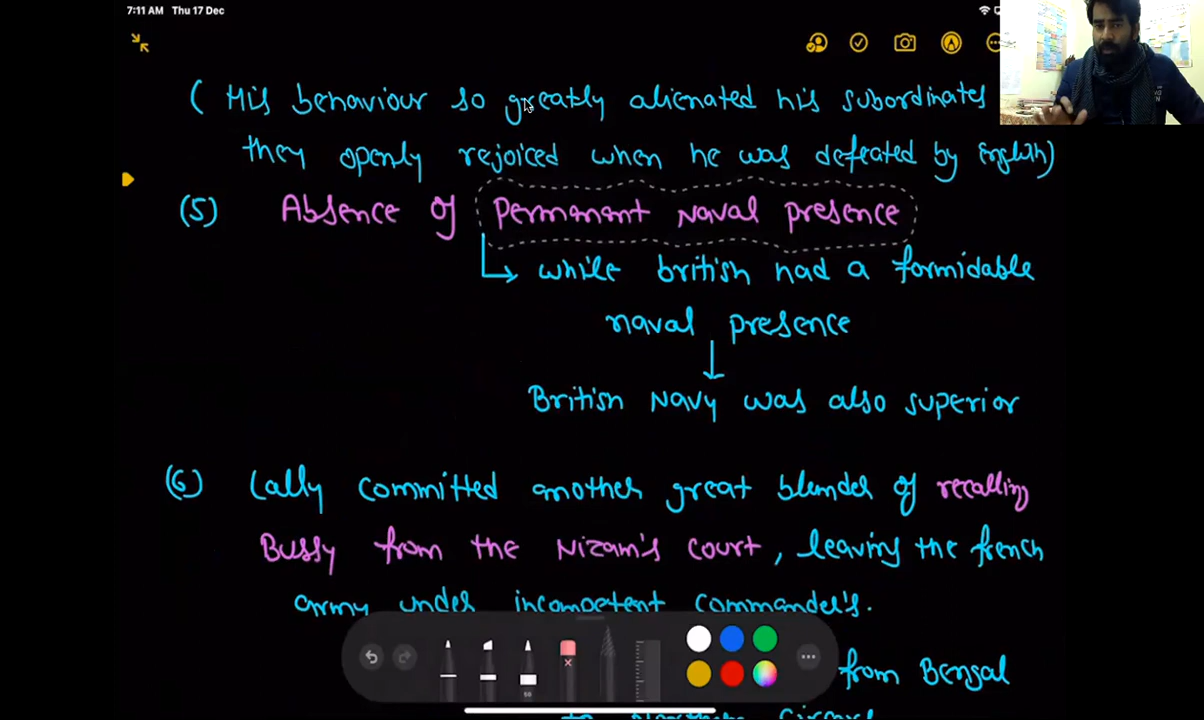 7:11 AM Thu 17 Dec
( His behaviour so greatly alienated his subordinates
they openly rejoiced when he was defeated by English)
(5) Absence of Permanant Naval presence
while british had a formidable
naval presence
British Navy was also superior
(6) Lally committed another great blunder of recalling
Bussy from the Nizam's court, leaving the french
army under incompetent commander's.
from Bengal